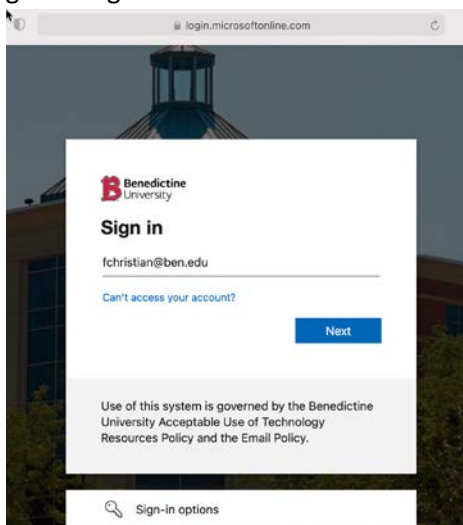 login.microsoftonline.com
Benedictine
University
Sign in
fchristian@ben.edu
Can't access your account?
Next
Use of this system is governed by the Benedictine
University Acceptable Use of Technology
Resources Policy and the Email Policy.
Sign-in options